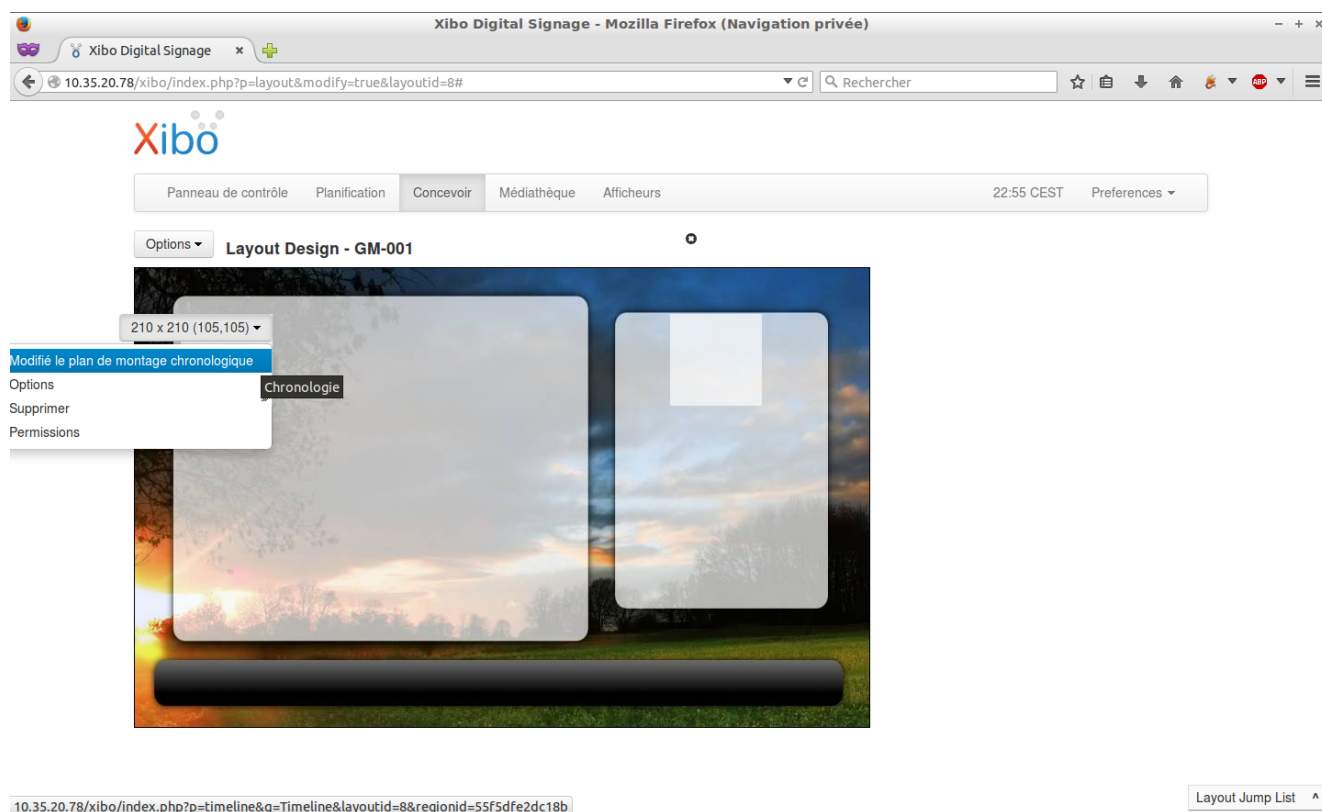 Xibo Digital Signage - Mozilla Firefox (Navigation privée)
Xibo Digital Signage
10.35.20.78/xibo/index.php?p=layout&modify=true&layoutid=8#
Rechercher
ABP
Xibo
Panneau de contrôle Planification Concevoir Médiathèque Afficheurs 22:55 CEST Preferences
Options Layout Design - GM-001
210 x 210 (105,105)
Modifié le plan de montage chronologique
Options
Chronologie
Supprimer
Permissions
Layout Jump List
10.35.20.78/xibo/index.php?p=timeline&q=Timeline&layoutid=8&regionid=55f5dfe2dc18b